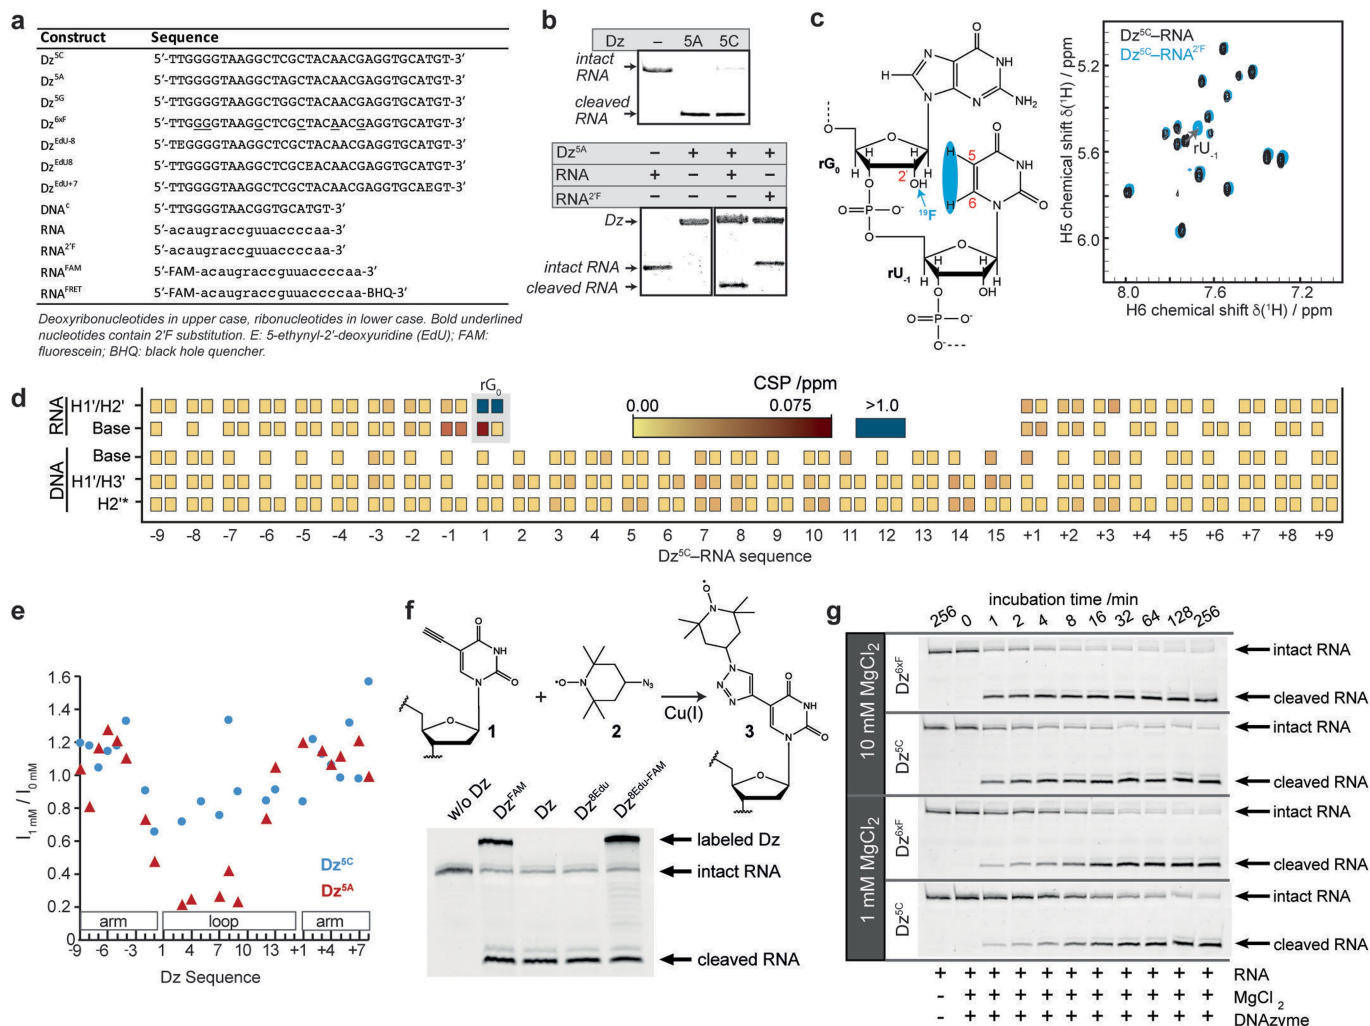 a
Construct Sequence
Dz5C 5′-TTGGGGTAAGGCTCGCTACAACGAGGTGCATGT-3′
Dz5A 5′-TTGGGGTAAGGCTAGCTACAACGAGGTGCATGT-3′
Dz5G 5′-TTGGGGTAAGGCTGGCTACAACGAGGTGCATGT-3′
Dz6xF 5′-TTGGGGTAAGGCTCGCTACAACGAGGTGCATGT-3′
DzEdU-8 5′-TEGGGGTAAGGCTAGCTACAACGAGGTGCATGT-3′
DzEdU8 5′-TTGGGGTAAGGCTCGCEACAACGAGGTGCATGT-3′
DzEdU+7 5′-TTGGGGTAAGGCTAGCTACAACGAGGTGCAEGT-3′
DNAc 5′-TTGGGGTAACGGTGCATGT-3′
RNA 5′-acaugraccguuaccccaa-3′
RNA2′F 5′-acaugraccguuaccccaa-3′
RNAFAM 5′-FAM-acaugraccguuaccccaa-3′
RNAFRET 5′-FAM-acaugraccguuaccccaa-BHQ-3′
Deoxyribonucleotides in upper case, ribonucleotides in lower case. Bold underlined
nucleotides contain 2'F substitution. E: 5-ethynyl-2'-deoxyuridine (EdU); FAM:
fluorescein; BHQ: black hole quencher.
b
Dz – 5A 5C
intact RNA
cleaved RNA
Dz5A – + + +
RNA + – + –
RNA2'F – – – +
Dz
intact RNA
cleaved RNA
c
rG0
2'
OH
19F
5
6
rU-1
Dz5C–RNA
Dz5C–RNA2'F
rU-1
H5 chemical shift δ(1H) / ppm
5.2
5.6
6.0
8.0 7.6 7.2
H6 chemical shift δ(1H) / ppm
d
rG0
CSP /ppm
0.00 0.075 >1.0
RNA
H1'/H2'
Base
DNA
Base
H1'/H3'
H2'*
-9 -8 -7 -6 -5 -4 -3 -2 -1 1 2 3 4 5 6 7 8 9 10 11 12 13 14 15 +1 +2 +3 +4 +5 +6 +7 +8 +9
Dz5C–RNA sequence
e
I1 mM / I0 mM
1.6
1.4
1.2
1.0
0.8
0.6
0.4
0.2
0
Dz5C
Dz5A
arm loop arm
-9 -6 -3 1 4 7 10 13 +1 +4 +7
Dz Sequence
f
1
+
2
Cu(I)
3
w/o Dz DzFAM Dz Dz8Edu Dz8Edu-FAM
labeled Dz
intact RNA
cleaved RNA
g
incubation time /min
256 0 1 2 4 8 16 32 64 128 256
10 mM MgCl2
Dz6xF
intact RNA
cleaved RNA
Dz5C
intact RNA
cleaved RNA
1 mM MgCl2
Dz6xF
intact RNA
cleaved RNA
Dz5C
intact RNA
cleaved RNA
+ + + + + + + + + + + RNA
- + + + + + + + + + + MgCl2
- + + + + + + + + + + DNAzyme